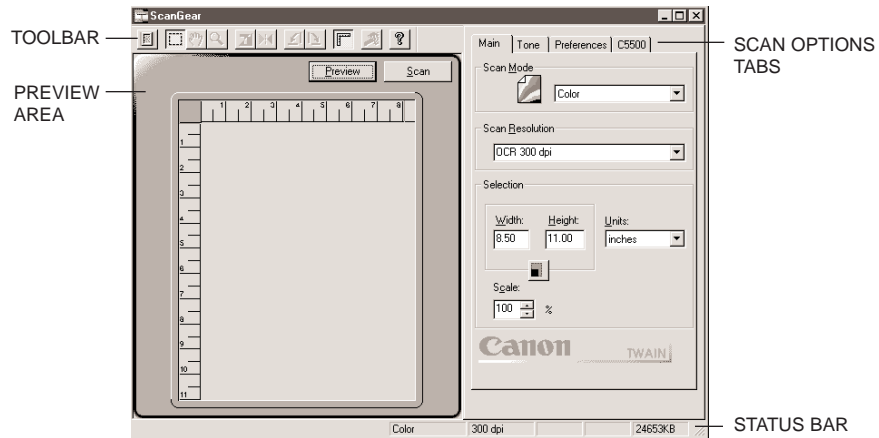 ScanGear
TOOLBAR
PREVIEW
AREA
Preview
Scan
1 2 3 4 5 6 7 8
1
2
3
4
5
6
7
8
9
10
11
Main Tone Preferences C5500
SCAN OPTIONS
TABS
Scan Mode
Color
Scan Resolution
OCR 300 dpi
Selection
Width: Height: Units:
8.50 11.00 inches
Scale:
100 %
Canon TWAIN
Color 300 dpi 24653KB
STATUS BAR